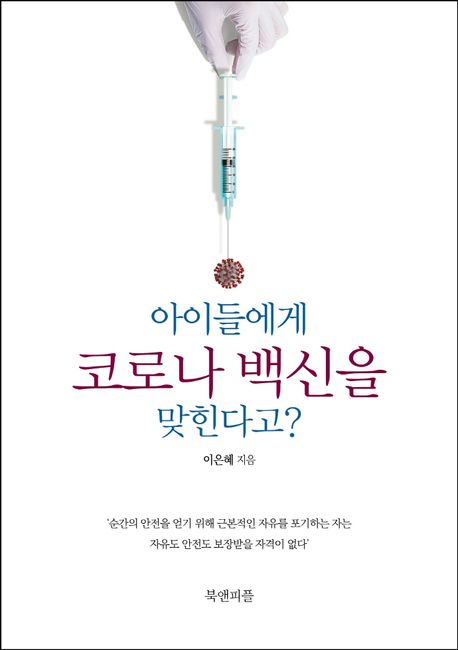 아이들에게
코로나 백신을
맞힌다고?
이은혜 지음
'순간의 안전을 얻기 위해 근본적인 자유를 포기하는 자는
자유도 안전도 보장받을 자격이 없다'
북앤피플